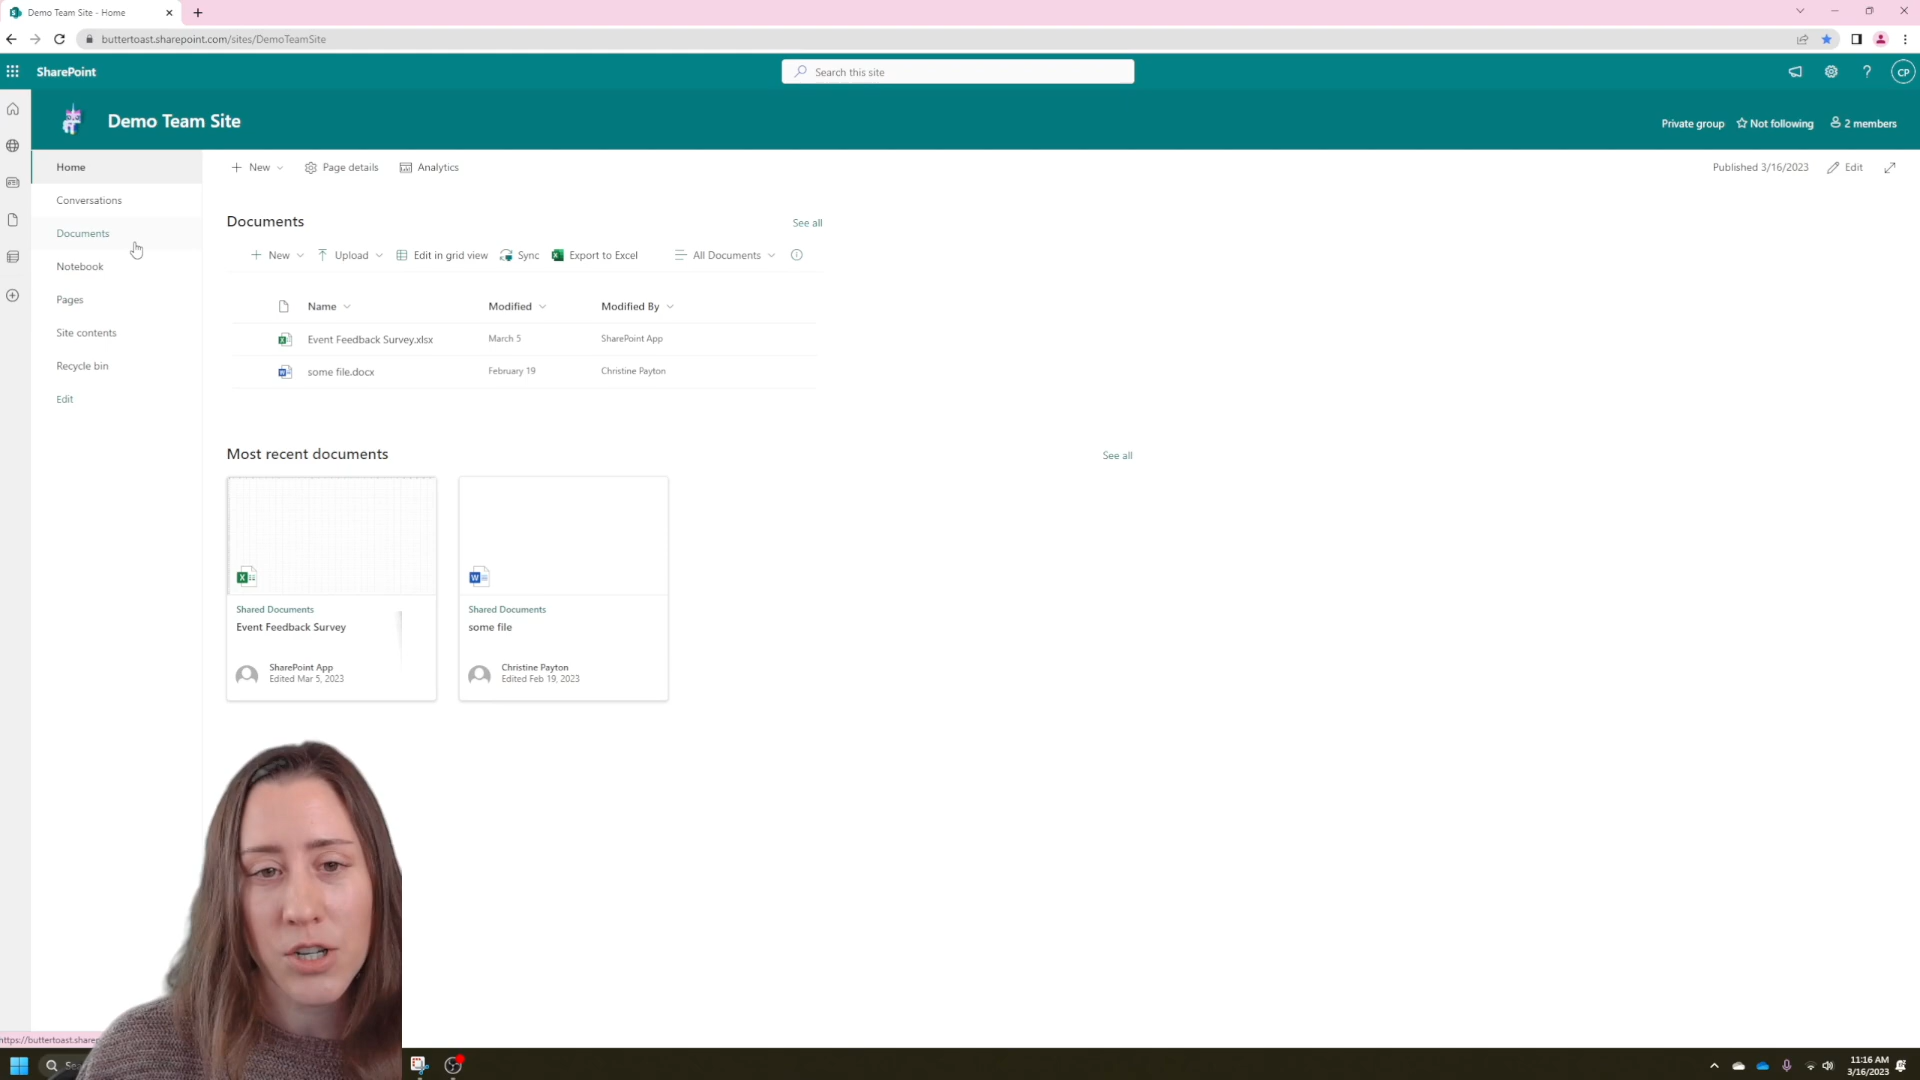 Demo Team Site - Home
buttertoast.sharepoint.com/sites/DemoTeamSite
SharePoint
Search this site
CP
Demo Team Site
Private group Not following 2 members
Home
Conversations
Documents
Notebook
Pages
Site contents
Recycle bin
Edit
New Page details Analytics
Published 3/16/2023 Edit
Documents See all
New Upload Edit in grid view Sync Export to Excel All Documents
Name Modified Modified By
Event Feedback Survey.xlsx March 5 SharePoint App
some file.docx February 19 Christine Payton
Most recent documents See all
Shared Documents
Event Feedback Survey
SharePoint App
Edited Mar 5, 2023
Shared Documents
some file
Christine Payton
Edited Feb 19, 2023
11:16 AM
3/16/2023